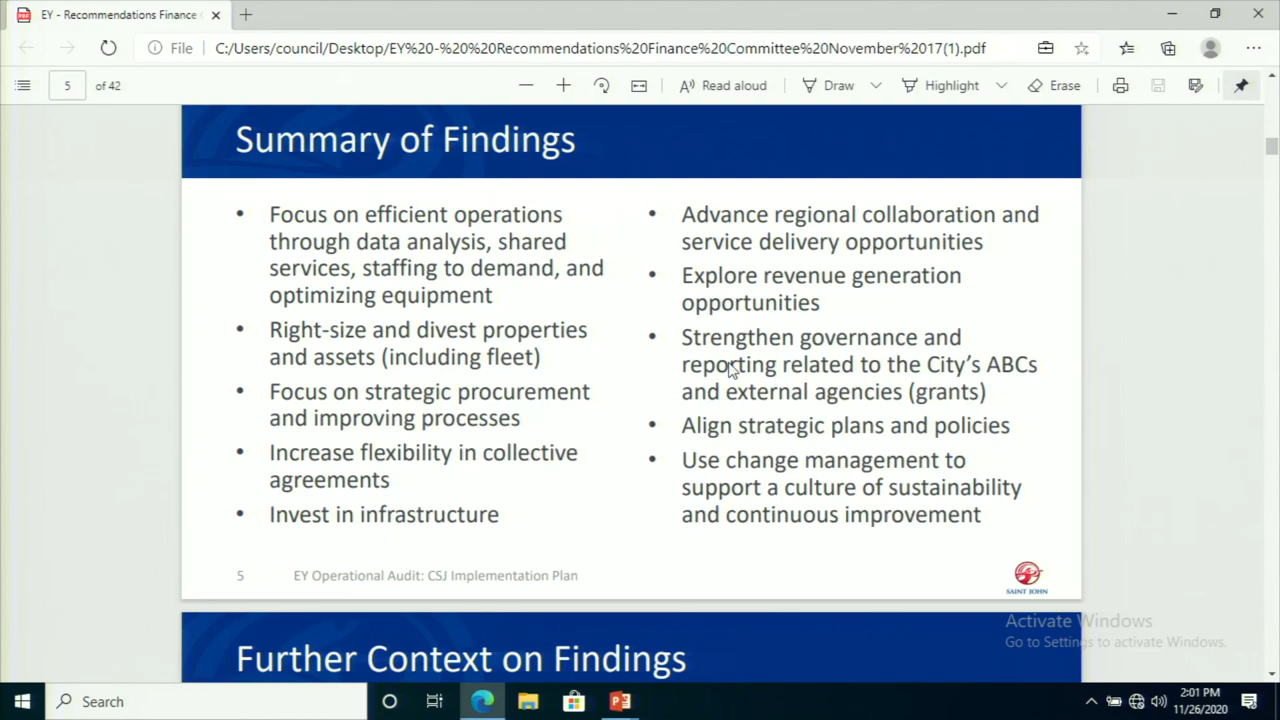 EY - Recommendations Finance
File
C:/Users/council/Desktop/EY%20-%20%20Recommendations%20Finance%20Committee%20November%2017(1).pdf
5
of 42
Read aloud
Draw
Highlight
Erase
Summary of Findings
• Focus on efficient operations
through data analysis, shared
services, staffing to demand, and
optimizing equipment
• Right-size and divest properties
and assets (including fleet)
• Focus on strategic procurement
and improving processes
• Increase flexibility in collective
agreements
• Invest in infrastructure
• Advance regional collaboration and
service delivery opportunities
• Explore revenue generation
opportunities
• Strengthen governance and
reporting related to the City's ABCs
and external agencies (grants)
• Align strategic plans and policies
• Use change management to
support a culture of sustainability
and continuous improvement
5
EY Operational Audit: CSJ Implementation Plan
SAINT JOHN
Activate Windows
Go to Settings to activate Windows.
Further Context on Findings
Search
2:01 PM
11/26/2020